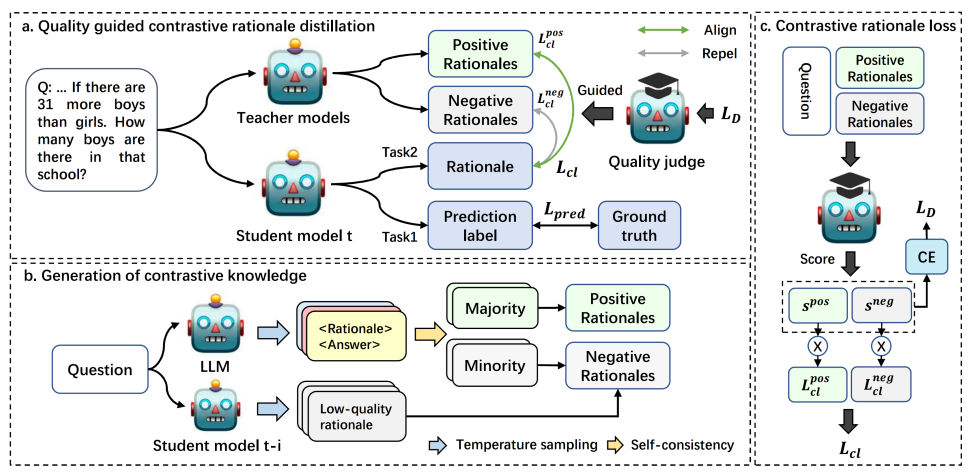 a. Quality guided contrastive rationale distillation
Q: ... If there are
31 more boys
than girls. How
many boys are
there in that
school?
Teacher models
Student model t
Task2
Task1
Positive
Rationales
Negative
Rationales
Rationale
Prediction
label
L_{cl}^{pos}
L_{cl}^{neg}
L_{cl}
L_{pred}
Ground
truth
Align
Repel
Guided
Quality judge
L_D
b. Generation of contrastive knowledge
Question
LLM
Student model t-i
<Rationale>
<Answer>
Low-quality
rationale
Majority
Minority
Positive
Rationales
Negative
Rationales
Temperature sampling
Self-consistency
c. Contrastive rationale loss
Question
Positive
Rationales
Negative
Rationales
Score
L_D
CE
s^{pos}
s^{neg}
X
X
L_{cl}^{pos}
L_{cl}^{neg}
L_{cl}